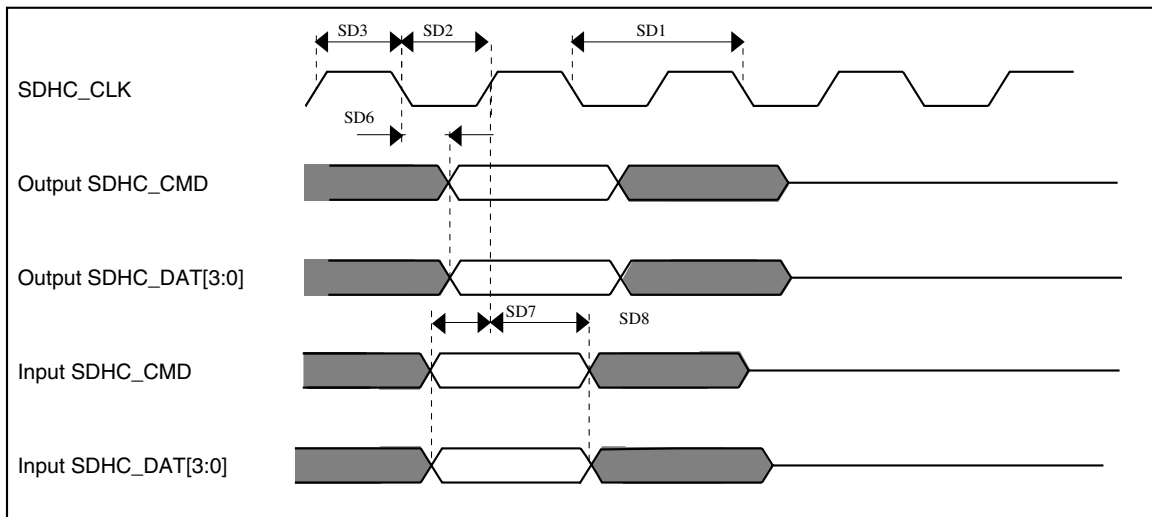 SD3
SD2
SD1
SDHC_CLK
SD6
Output SDHC_CMD
Output SDHC_DAT[3:0]
SD7
SD8
Input SDHC_CMD
Input SDHC_DAT[3:0]